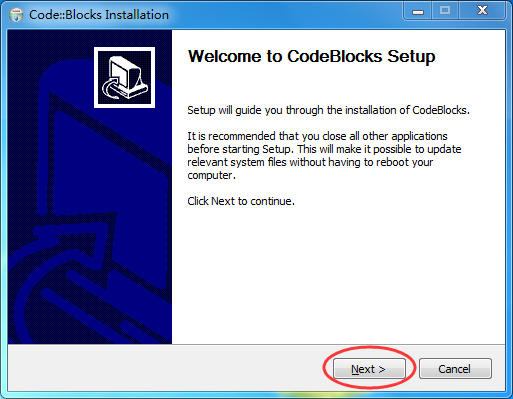 Code::Blocks Installation
Welcome to CodeBlocks Setup
Setup will guide you through the installation of CodeBlocks.
It is recommended that you close all other applications
before starting Setup. This will make it possible to update
relevant system files without having to reboot your
computer.
Click Next to continue.
Next >
Cancel